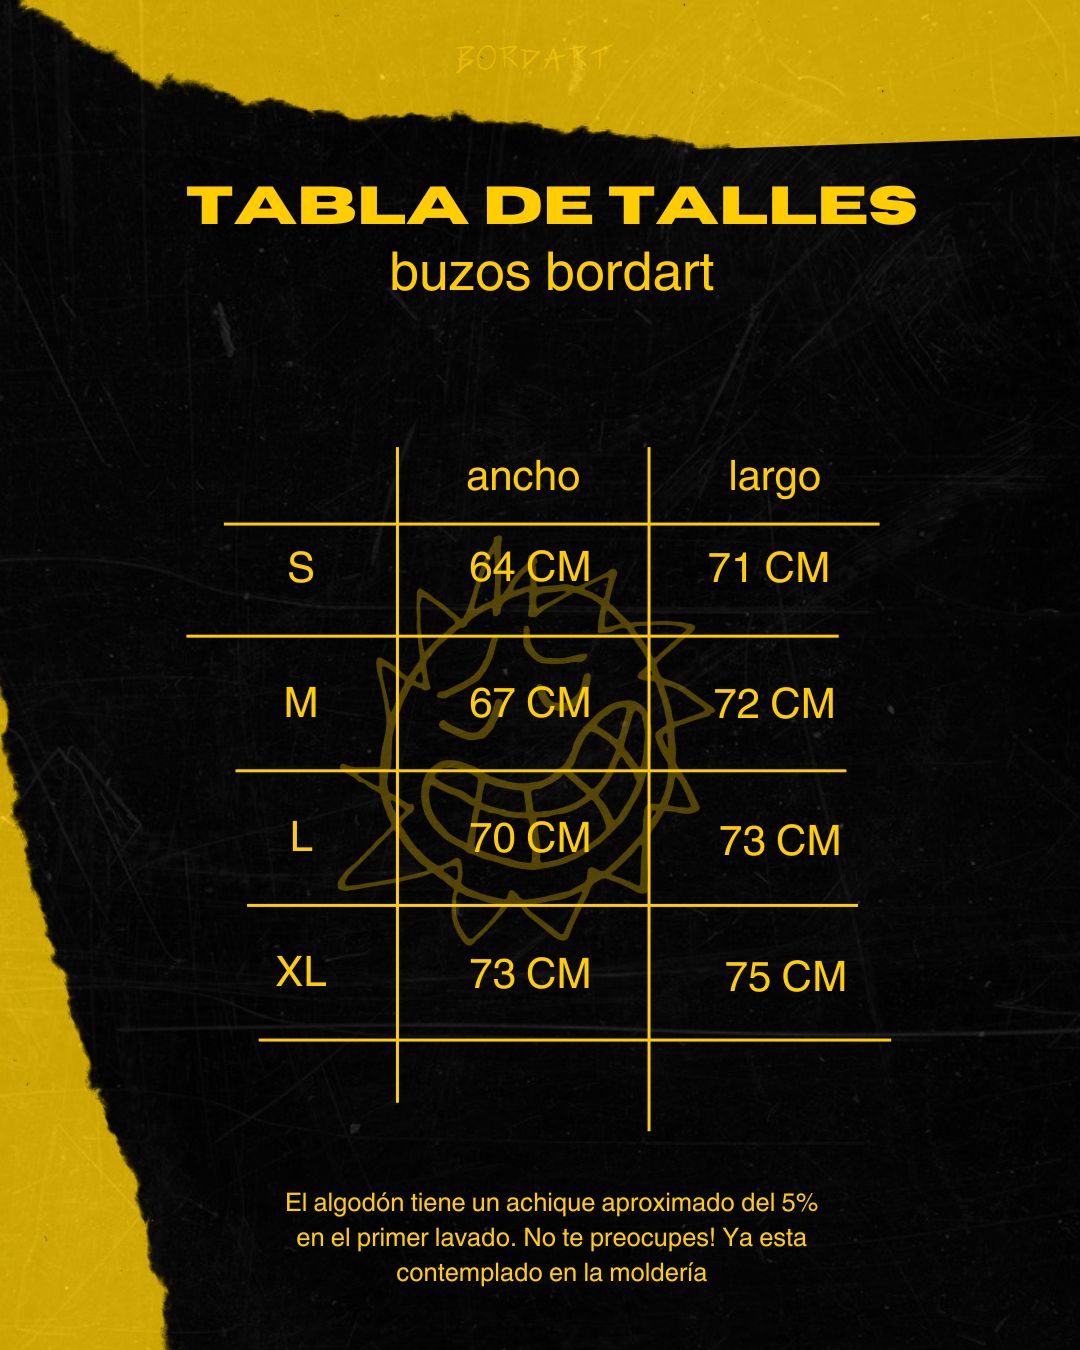 BORDART
TABLA DE TALLES
buzos bordart
ancho largo
S 64 CM 71 CM
M 67 CM 72 CM
L 70 CM 73 CM
XL 73 CM 75 CM
El algodón tiene un achique aproximado del 5%
en el primer lavado. No te preocupes! Ya esta
contemplado en la moldería